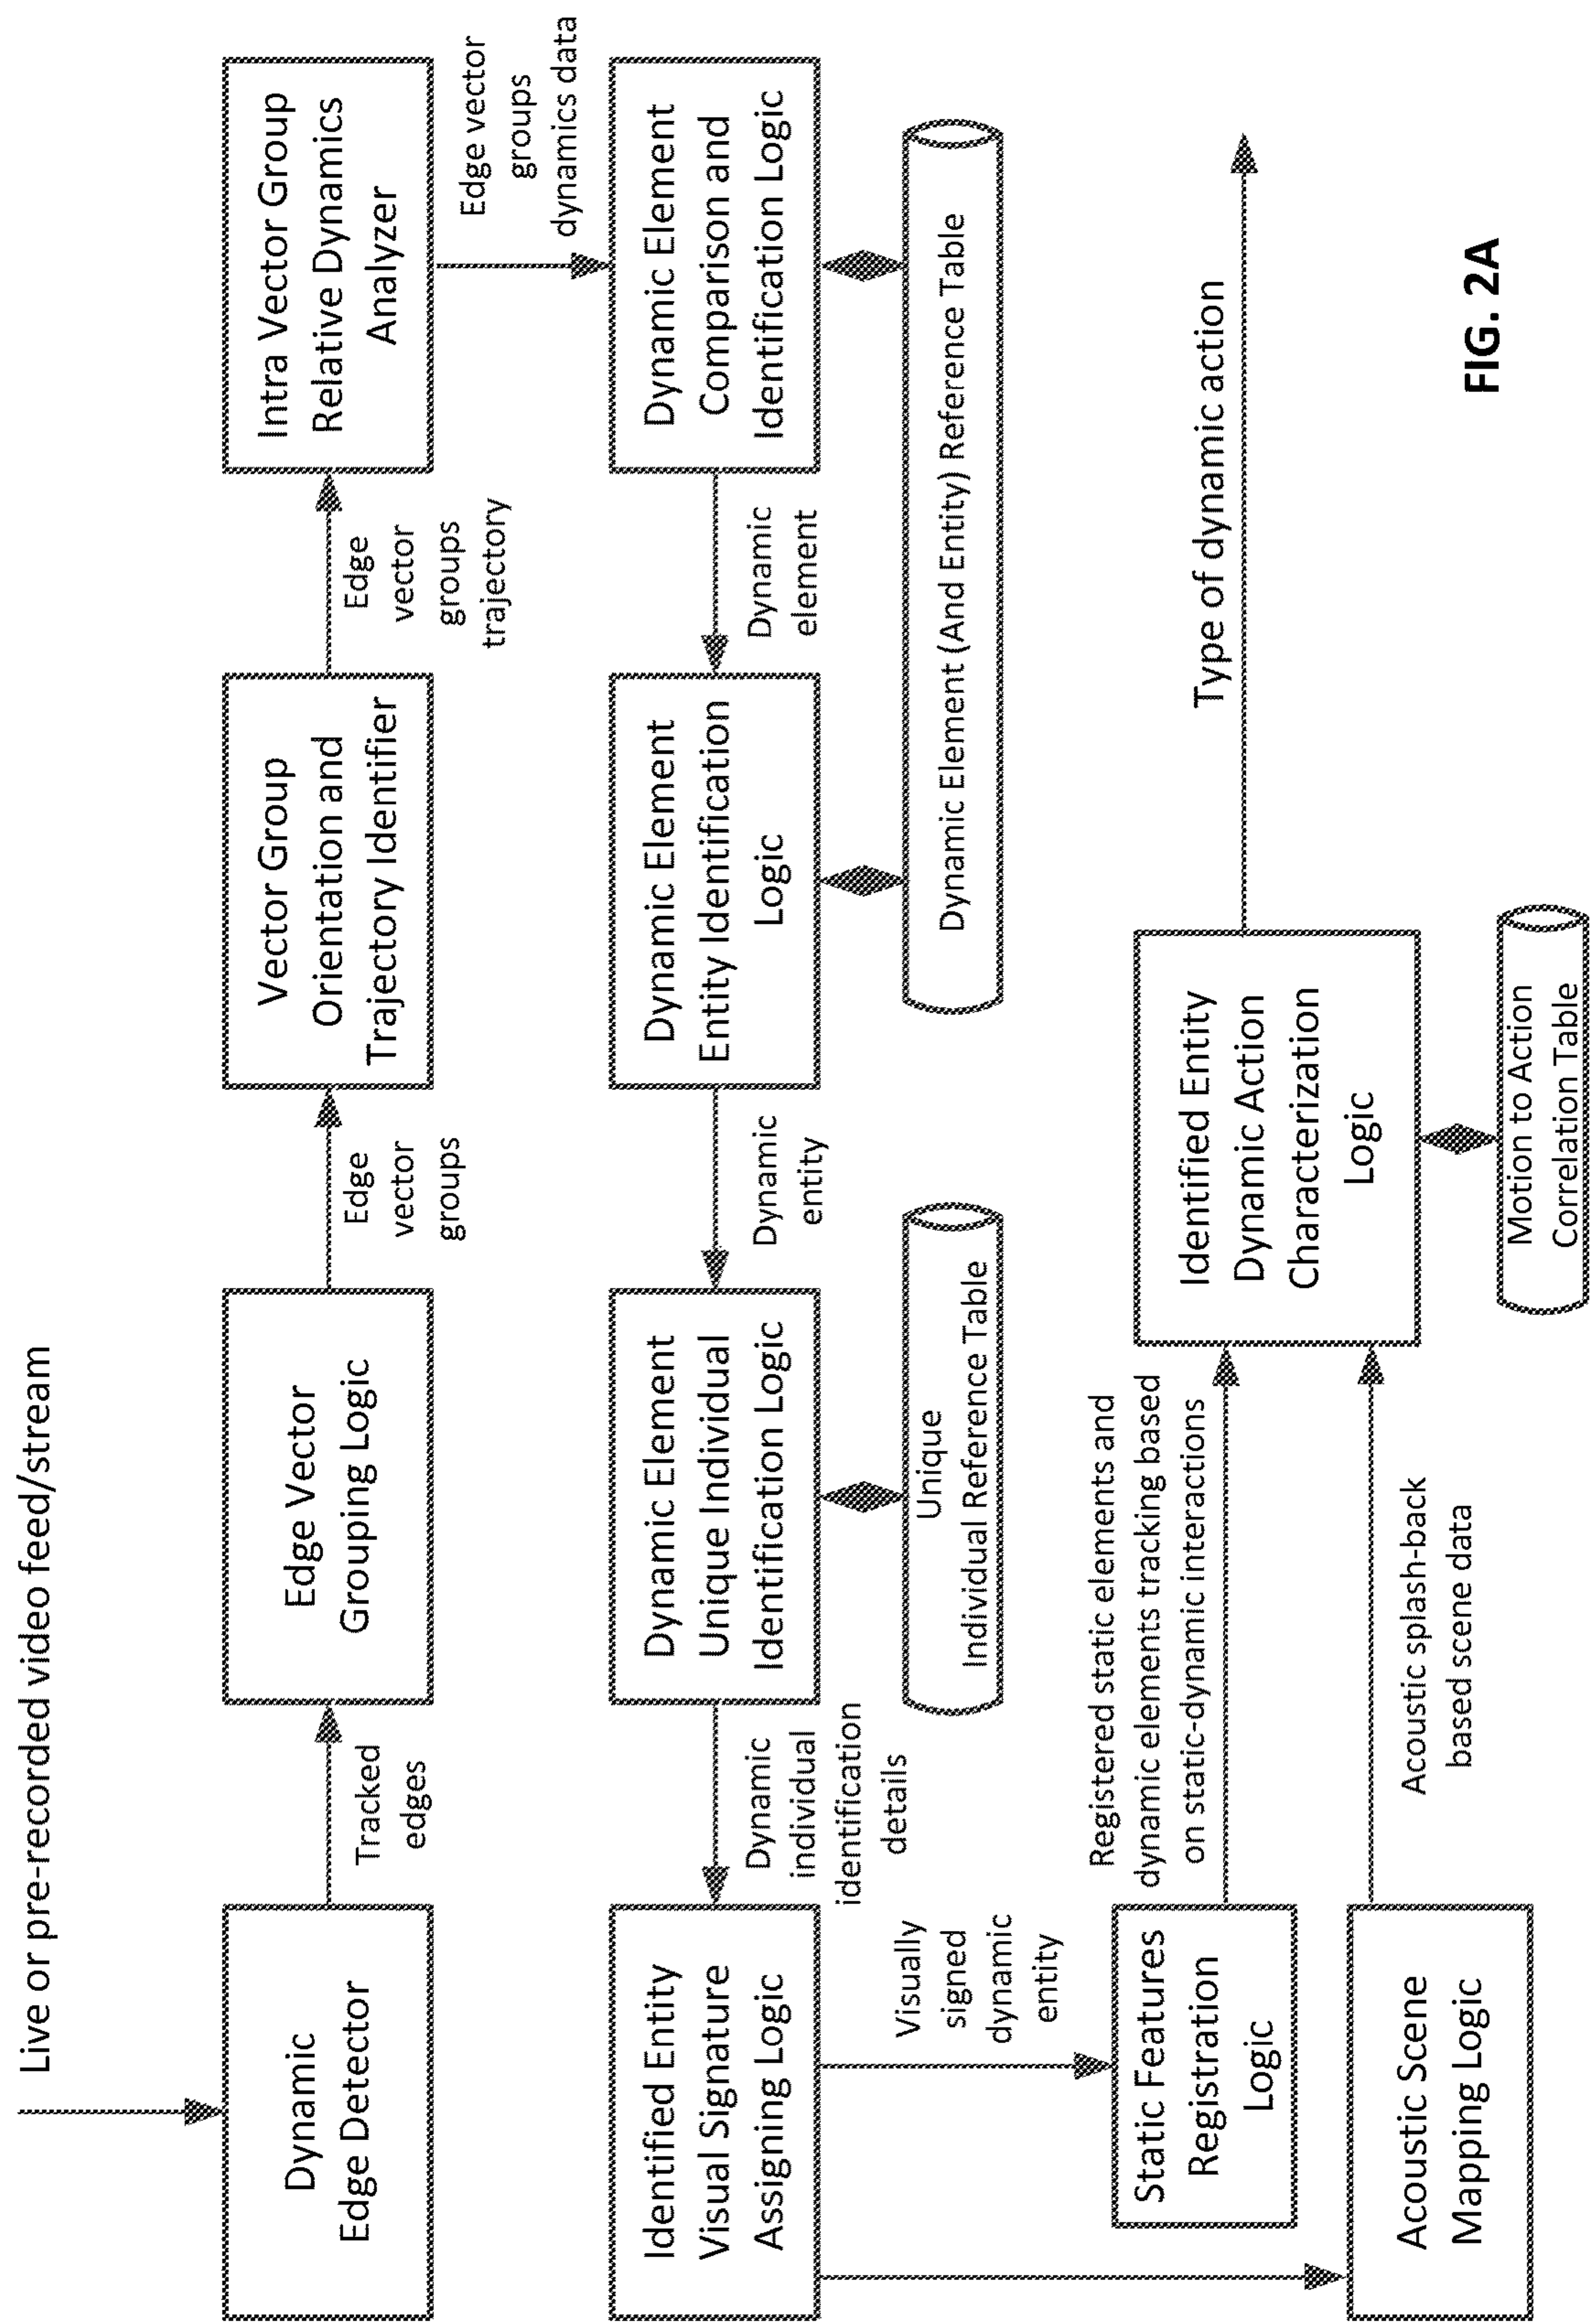 Live or pre-recorded video feed/stream
Dynamic
Edge Detector
Tracked
edges
Edge Vector
Grouping Logic
Edge
vector
groups
Vector Group
Orientation and
Trajectory Identifier
Edge
vector
groups
trajectory
Intra Vector Group
Relative Dynamics
Analyzer
Edge vector
groups
dynamics data
Dynamic Element
Comparison and
Identification Logic
Dynamic
element
Dynamic Element
Entity Identification
Logic
Dynamic Element (And Entity) Reference Table
Dynamic
entity
Dynamic Element
Unique Individual
Identification Logic
Unique
Individual Reference Table
Dynamic
individual
identification
details
Identified Entity
Visual Signature
Assigning Logic
Visually
signed
dynamic
entity
Static Features
Registration
Logic
Registered static elements and
dynamic elements tracking based
on static-dynamic interactions
Acoustic Scene
Mapping Logic
Acoustic splash-back
based scene data
Identified Entity
Dynamic Action
Characterization
Logic
Motion to Action
Correlation Table
Type of dynamic action
FIG. 2A